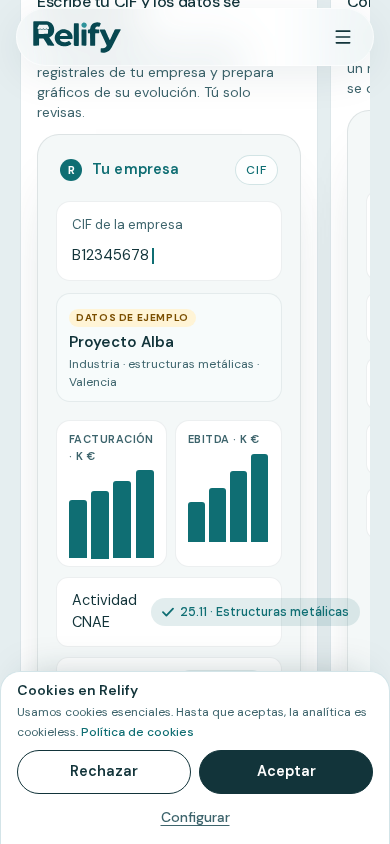 Escribe tu CIF y los datos se
Relify
registrales de tu empresa y prepara
gráficos de su evolución. Tú solo
revisas.
R Tu empresa CIF
CIF de la empresa
B12345678
DATOS DE EJEMPLO
Proyecto Alba
Industria · estructuras metálicas ·
Valencia
FACTURACIÓN
· K €
EBITDA · K €
Actividad
CNAE
25.11 · Estructuras metálicas
Cookies en Relify
Usamos cookies esenciales. Hasta que aceptas, la analítica es
cookieless. Política de cookies
Rechazar
Aceptar
Configurar